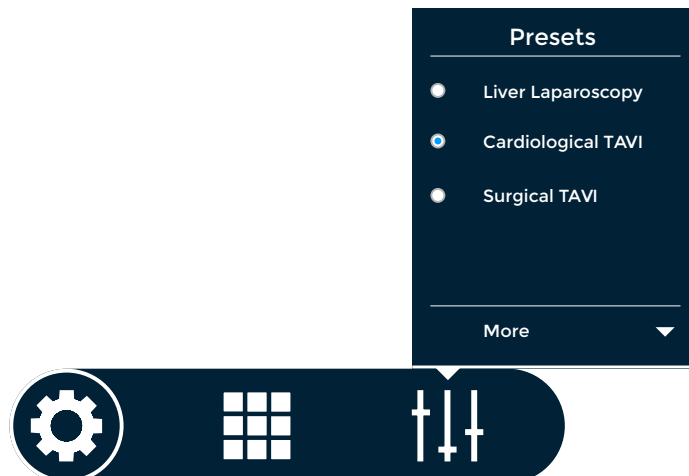 Presets
Liver Laparoscopy
Cardiological TAVI
Surgical TAVI
More